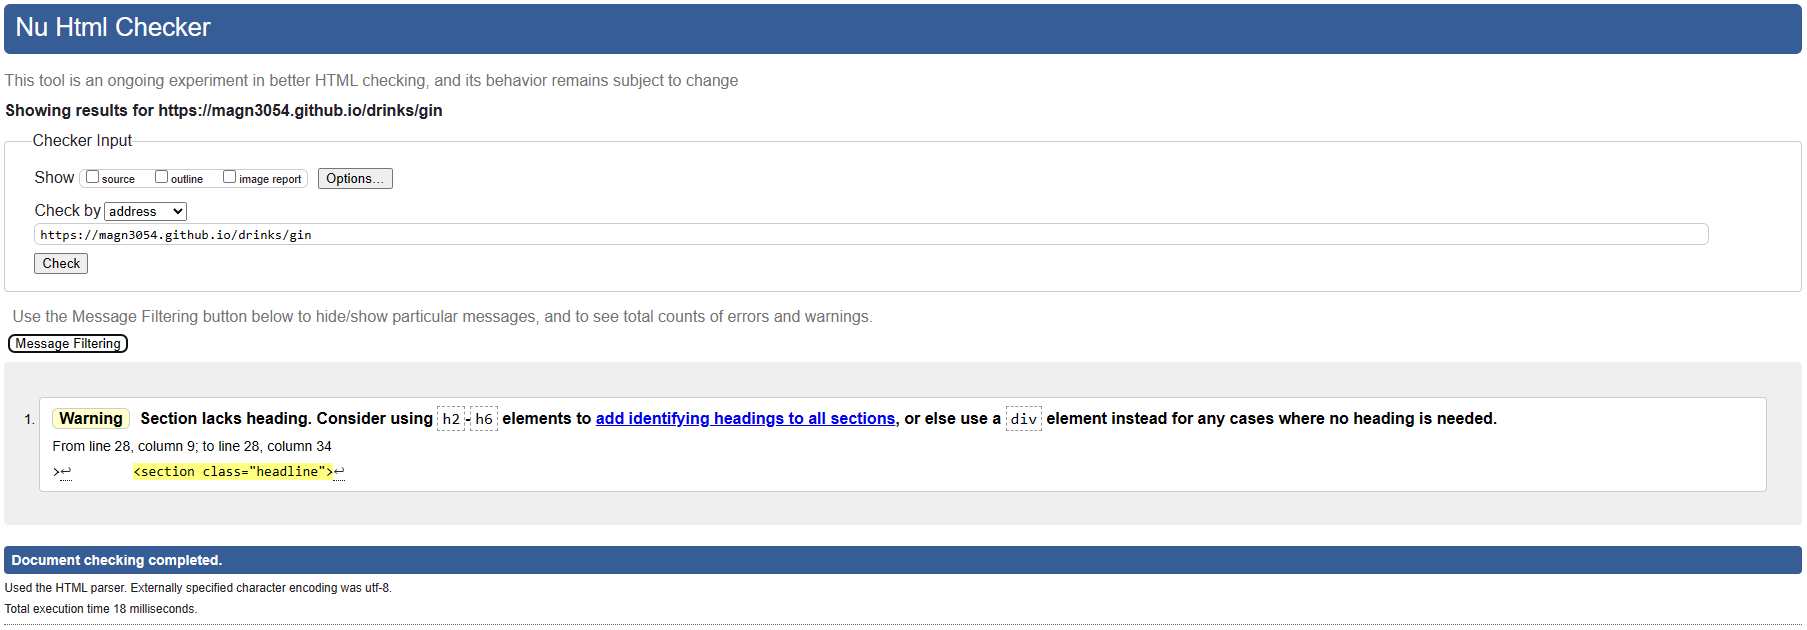 Nu Html Checker
This tool is an ongoing experiment in better HTML checking, and its behavior remains subject to change
Showing results for https://magn3054.github.io/drinks/gin
Checker Input
Show source outline image report Options...
Check by address
https://magn3054.github.io/drinks/gin
Check
Use the Message Filtering button below to hide/show particular messages, and to see total counts of errors and warnings.
Message Filtering
1. Warning Section lacks heading. Consider using h2-h6 elements to add identifying headings to all sections, or else use a div element instead for any cases where no heading is needed.
From line 28, column 9; to line 28, column 34
>↩ <section class="headline">↩
Document checking completed.
Used the HTML parser. Externally specified character encoding was utf-8.
Total execution time 18 milliseconds.